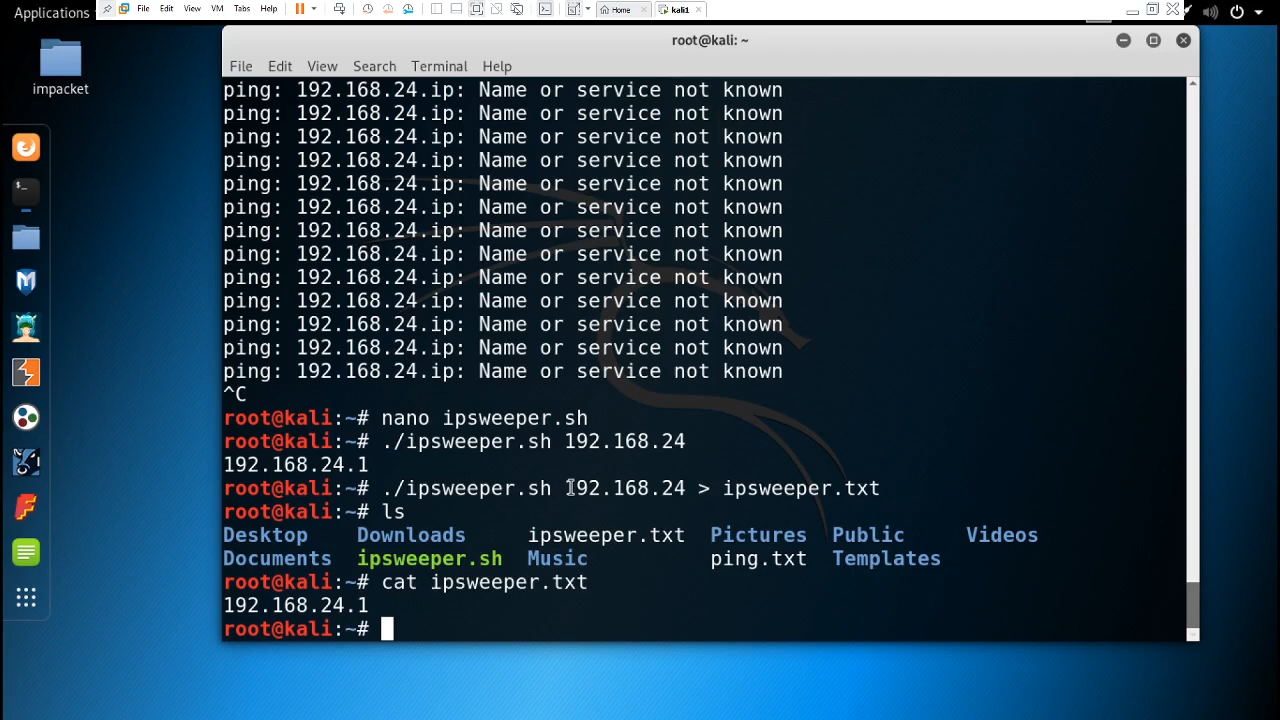 Applications
File Edit View VM Tabs
Home
kali1
root@kali: ~
File Edit View Search Terminal Help
impacket
ping: 192.168.24.ip: Name or service not known
ping: 192.168.24.ip: Name or service not known
ping: 192.168.24.ip: Name or service not known
ping: 192.168.24.ip: Name or service not known
ping: 192.168.24.ip: Name or service not known
ping: 192.168.24.ip: Name or service not known
ping: 192.168.24.ip: Name or service not known
ping: 192.168.24.ip: Name or service not known
ping: 192.168.24.ip: Name or service not known
ping: 192.168.24.ip: Name or service not known
ping: 192.168.24.ip: Name or service not known
ping: 192.168.24.ip: Name or service not known
ping: 192.168.24.ip: Name or service not known
^C
root@kali:~# nano ipsweeper.sh
root@kali:~# ./ipsweeper.sh 192.168.24
192.168.24.1
root@kali:~# ./ipsweeper.sh 192.168.24 > ipsweeper.txt
root@kali:~# ls
Desktop Downloads ipsweeper.txt Pictures Public Videos
Documents ipsweeper.sh Music ping.txt Templates
root@kali:~# cat ipsweeper.txt
192.168.24.1
root@kali:~#